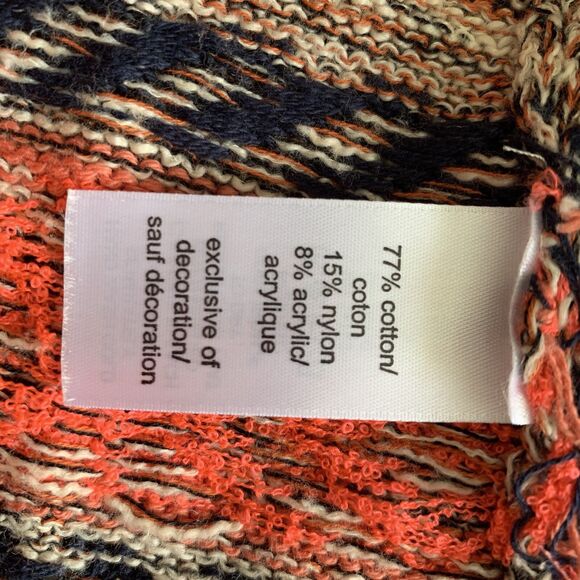 77% cotton/
coton
15% nylon
8% acrylic/
acrylique
exclusive of
decoration/
sauf décoration